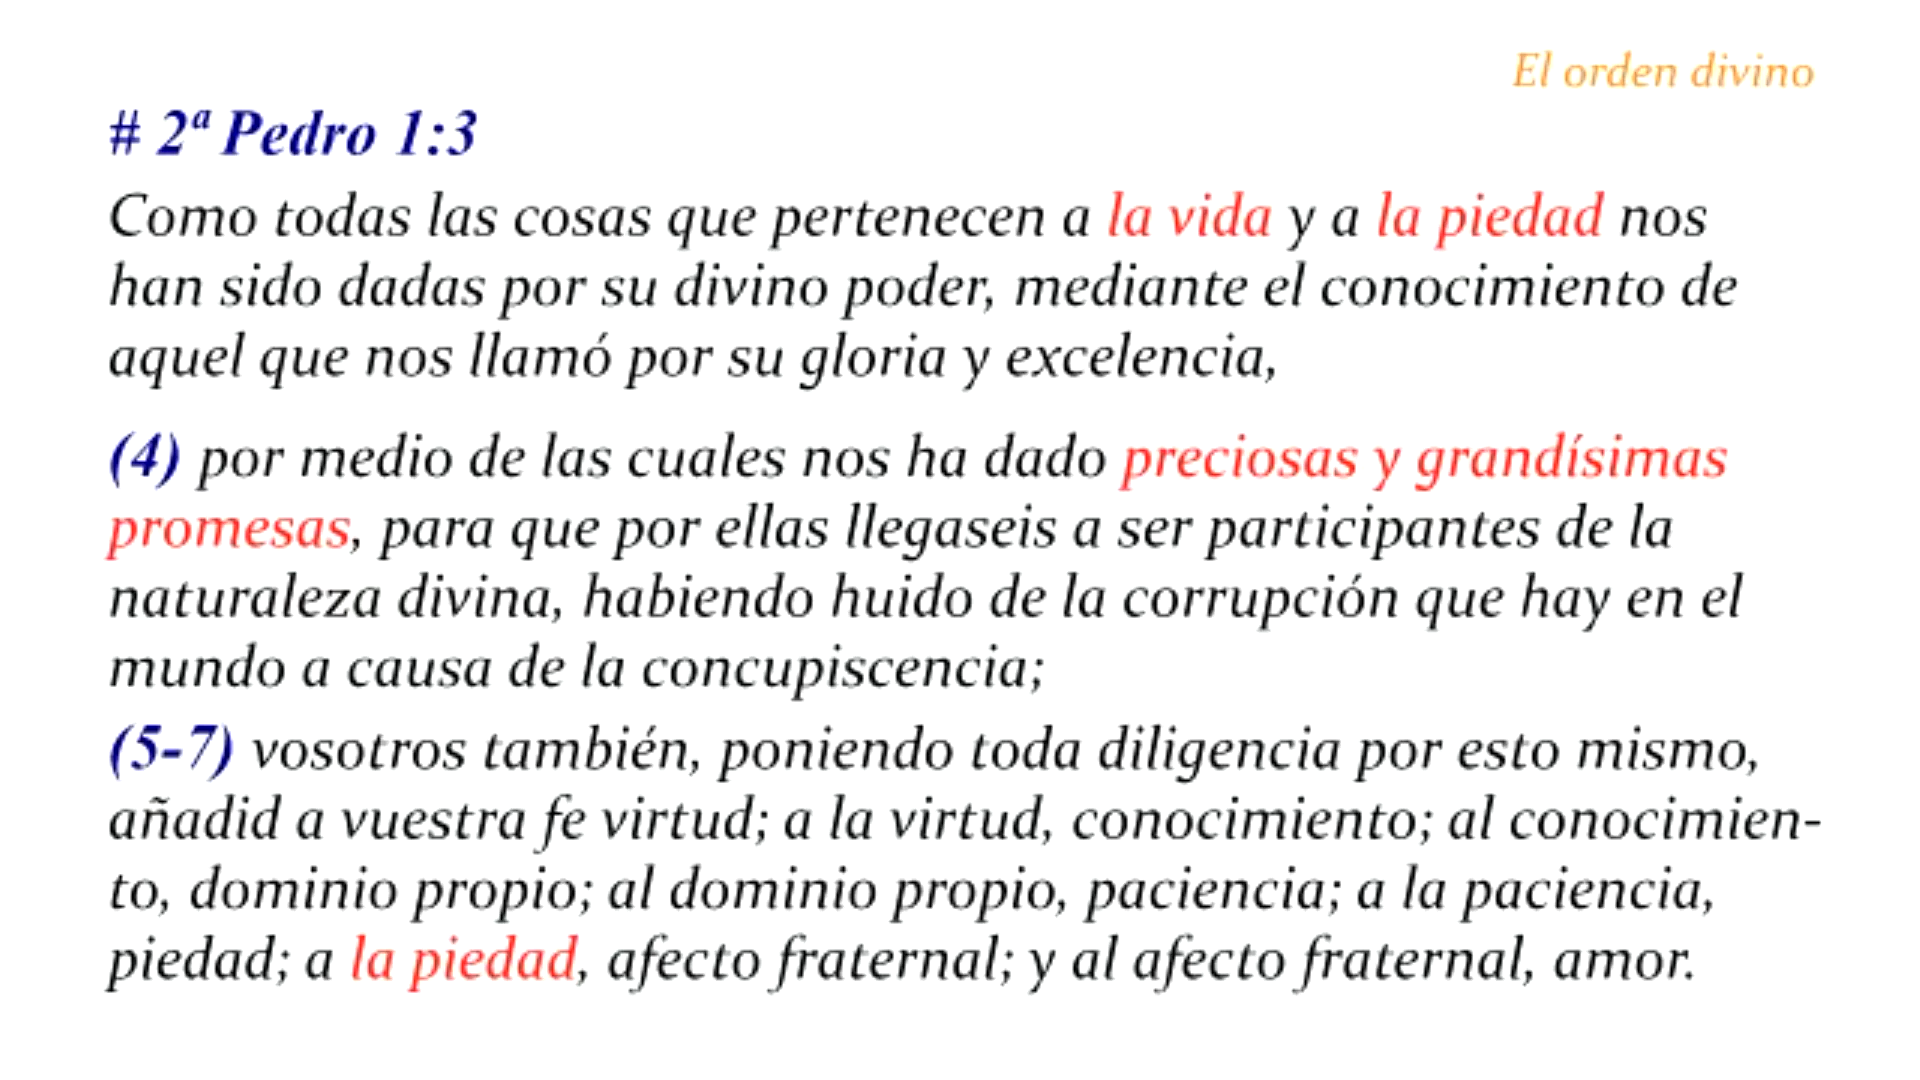 El orden divino
# 2ª Pedro 1:3
Como todas las cosas que pertenecen a la vida y a la piedad nos
han sido dadas por su divino poder, mediante el conocimiento de
aquel que nos llamó por su gloria y excelencia,
(4) por medio de las cuales nos ha dado preciosas y grandísimas
promesas, para que por ellas llegaseis a ser participantes de la
naturaleza divina, habiendo huido de la corrupción que hay en el
mundo a causa de la concupiscencia;
(5-7) vosotros también, poniendo toda diligencia por esto mismo,
añadid a vuestra fe virtud; a la virtud, conocimiento; al conocimien-
to, dominio propio; al dominio propio, paciencia; a la paciencia,
piedad; a la piedad, afecto fraternal; y al afecto fraternal, amor.